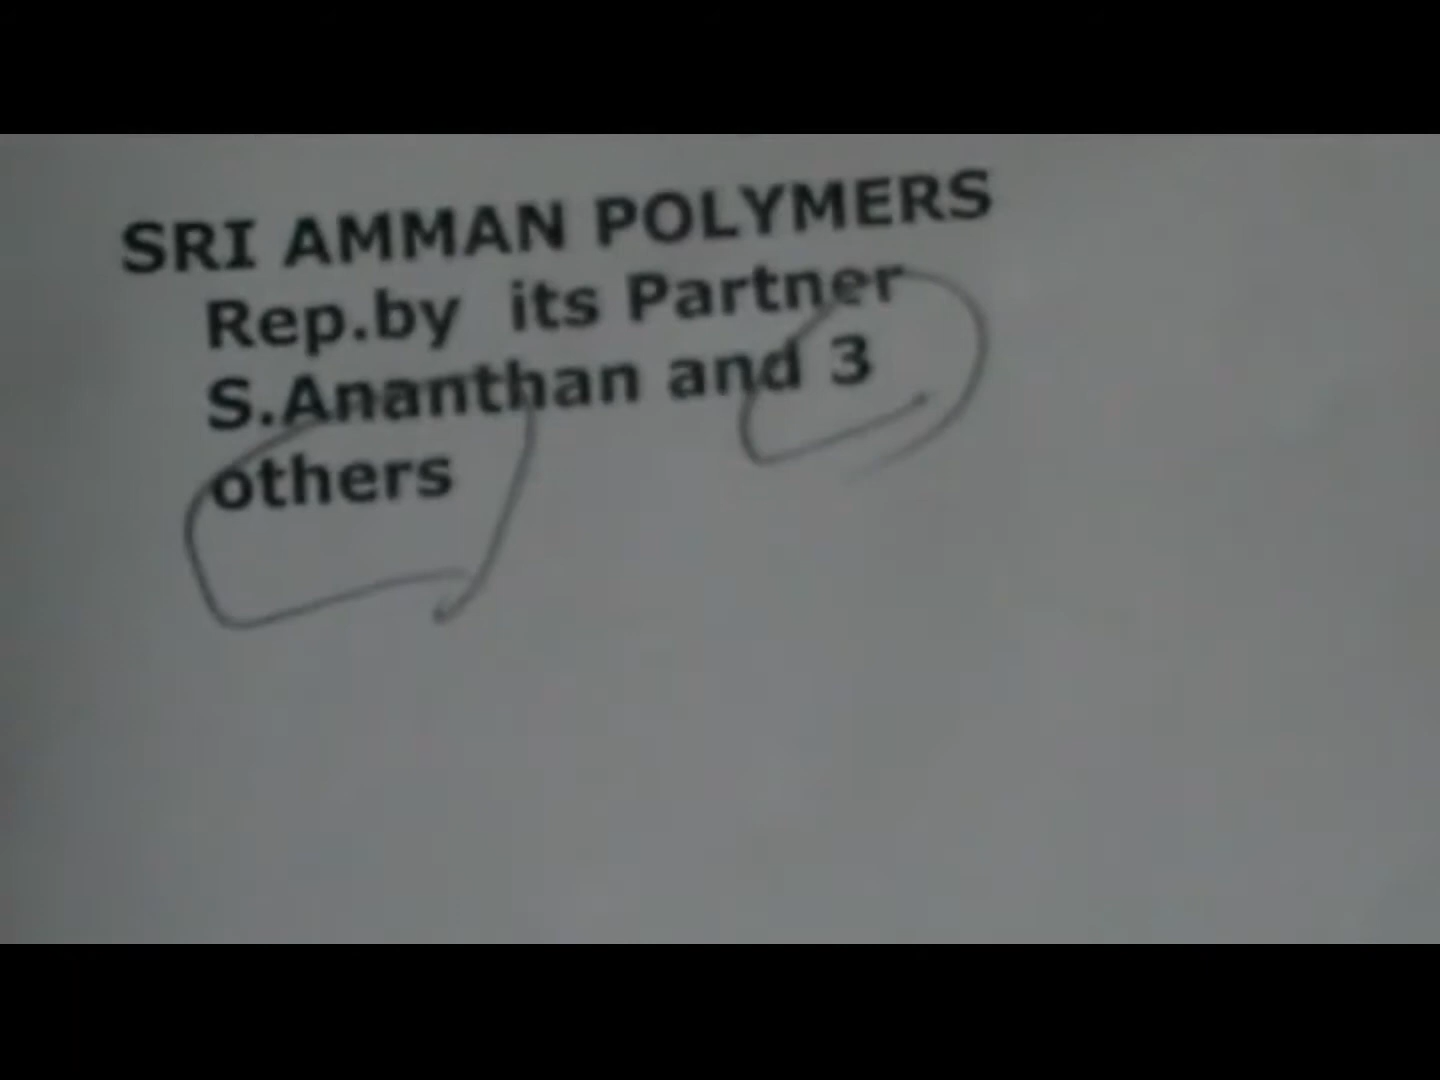 SRI AMMAN POLYMERS
Rep.by its Partner
S.Ananthan and 3
others